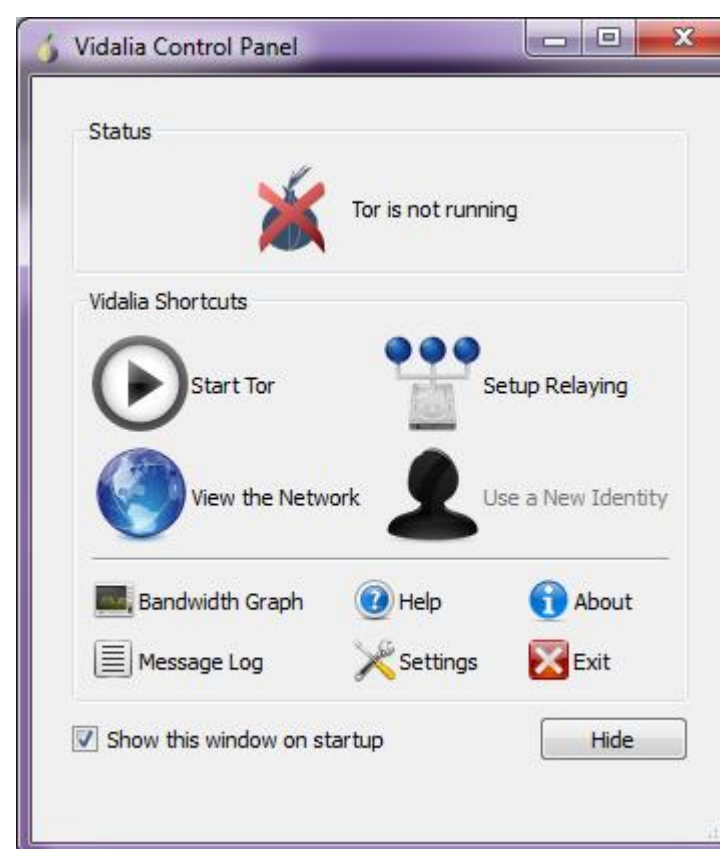 Vidalia Control Panel
Status
Tor is not running
Vidalia Shortcuts
Start Tor
Setup Relaying
View the Network
Use a New Identity
Bandwidth Graph
Help
About
Message Log
Settings
Exit
Show this window on startup
Hide